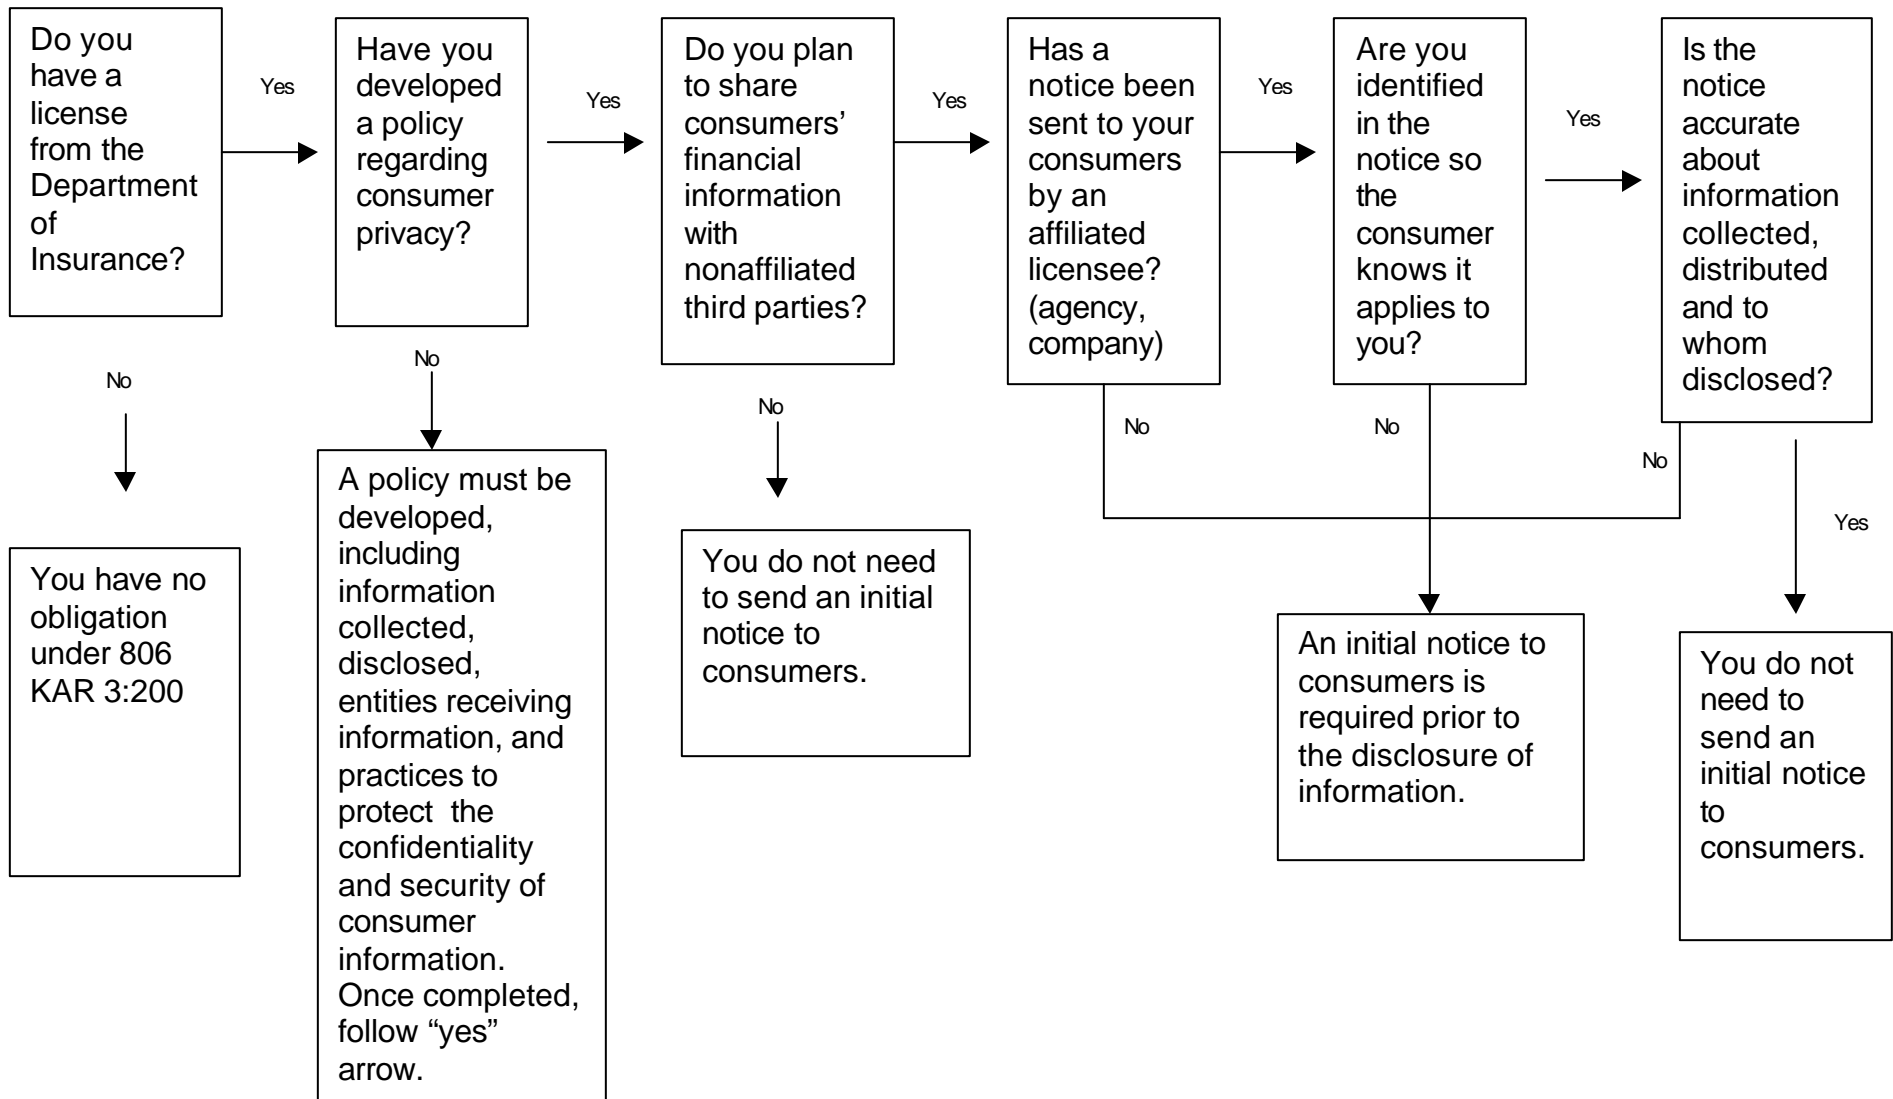 Do you
have a
license
from the
Department
of
Insurance?
Yes
Have you
developed
a policy
regarding
consumer
privacy?
Yes
Do you plan
to share
consumers’
financial
information
with
nonaffiliated
third parties?
Yes
Has a
notice been
sent to your
consumers
by an
affiliated
licensee?
(agency,
company)
Yes
Are you
identified
in the
notice so
the
consumer
knows it
applies to
you?
Yes
Is the
notice
accurate
about
information
collected,
distributed
and to
whom
disclosed?
No
No
No
No
No
No
Yes
You have no
obligation
under 806
KAR 3:200
A policy must be
developed,
including
information
collected,
disclosed,
entities receiving
information, and
practices to
protect the
confidentiality
and security of
consumer
information.
Once completed,
follow “yes”
arrow.
You do not need
to send an initial
notice to
consumers.
An initial notice to
consumers is
required prior to
the disclosure of
information.
You do not
need to
send an
initial notice
to
consumers.